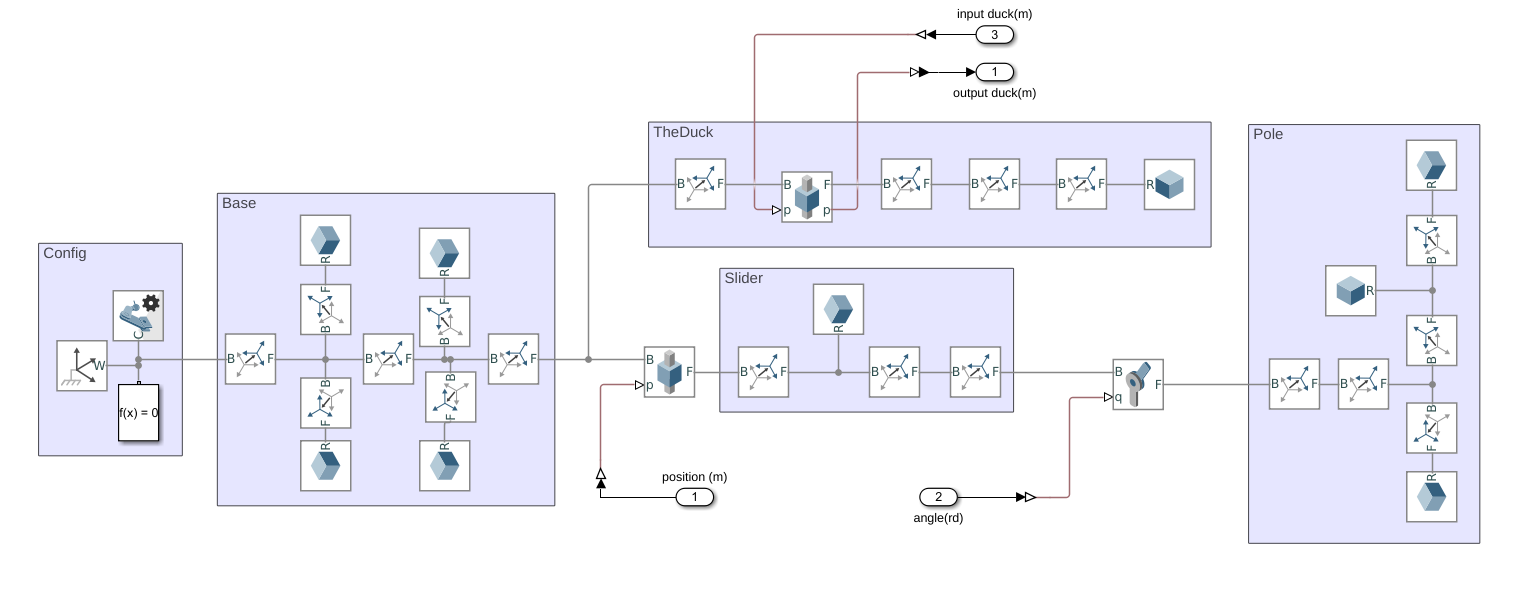 input duck(m)
3
1
output duck(m)
TheDuck
B F
B F
p p
B F
B F
B F
R
Pole
R
F
B
R
F
B
B F
B F
B
F
R
Base
R
F
B
R
F
B
B F
B F
B F
B
F
R
B
F
R
Config
C
W
f(x) = 0
Slider
R
B
p
F
B F
B F
B F
B
q
F
position (m)
1
2
angle(rd)